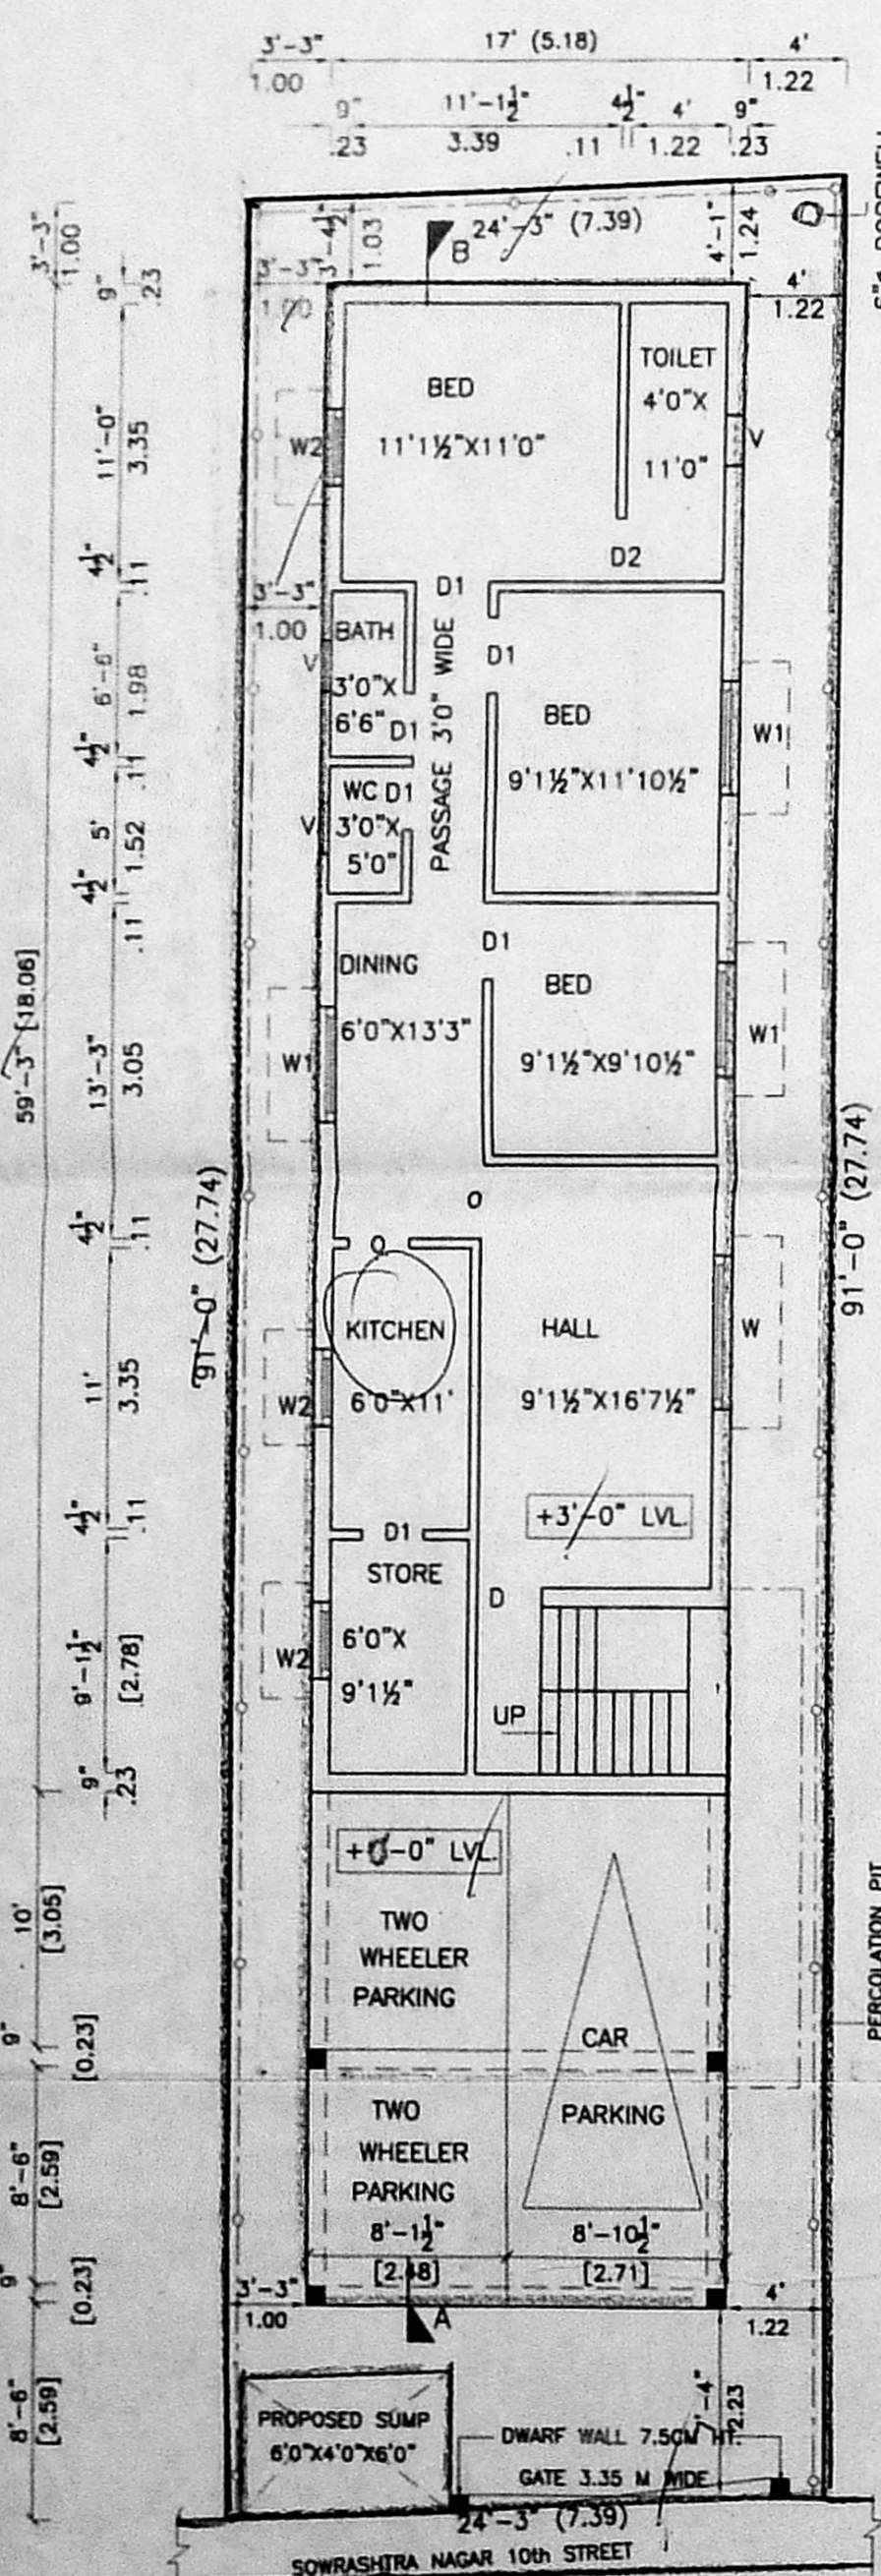 3'-3" 17' (5.18) 4'
1.00 1.22
9" 11'-1½" 4½" 4' 9"
.23 3.39 .11 1.22 .23
24'-3" (7.39)
B
3'-4½"
1.03
4'-1"
1.24
3'-3"
1.00
4'
1.22
3'-3"
1.00
9"
.23
BED
11'1½"X11'0"
TOILET
4'0"X
11'0"
W2
V
D2
11'-0"
3.35
4½"
.11
D1
3'-3"
1.00
BATH
3'0"X
6'6" D1
V
PASSAGE 3'0" WIDE
D1
BED
9'1½"X11'10½"
W1
6'-6"
1.98
4½"
.11
WC D1
3'0"X
5'0"
V
5'
1.52
4½"
.11
D1
DINING
6'0"X13'3"
W1
BED
9'1½"X9'10½"
W1
59'-3" [18.06]
13'-3"
3.05
91'-0" (27.74)
91'-0" (27.74)
4½"
.11
O
O
KITCHEN
6'0"X11'
W2
HALL
9'1½"X16'7½"
W
11'
3.35
+3'-0" LVL.
4½"
.11
D1
STORE
6'0"X
9'1½"
W2
D
UP
9'-1½"
[2.78]
9"
.23
+0'-0" LVL.
TWO
WHEELER
PARKING
CAR
PARKING
10'
[3.05]
9"
[0.23]
TWO
WHEELER
PARKING
8'-6"
[2.59]
8'-1½" 8'-10½"
[2.48] [2.71]
9"
[0.23]
3'-3"
1.00
A
4'
1.22
PERCOLATION PIT
8'-6"
[2.59]
2.23
PROPOSED SUMP
6'0"X4'0"X6'0"
DWARF WALL 7.5CM HT.
GATE 3.35 M WIDE
24'-3" (7.39)
SOWRASHTRA NAGAR 10th STREET